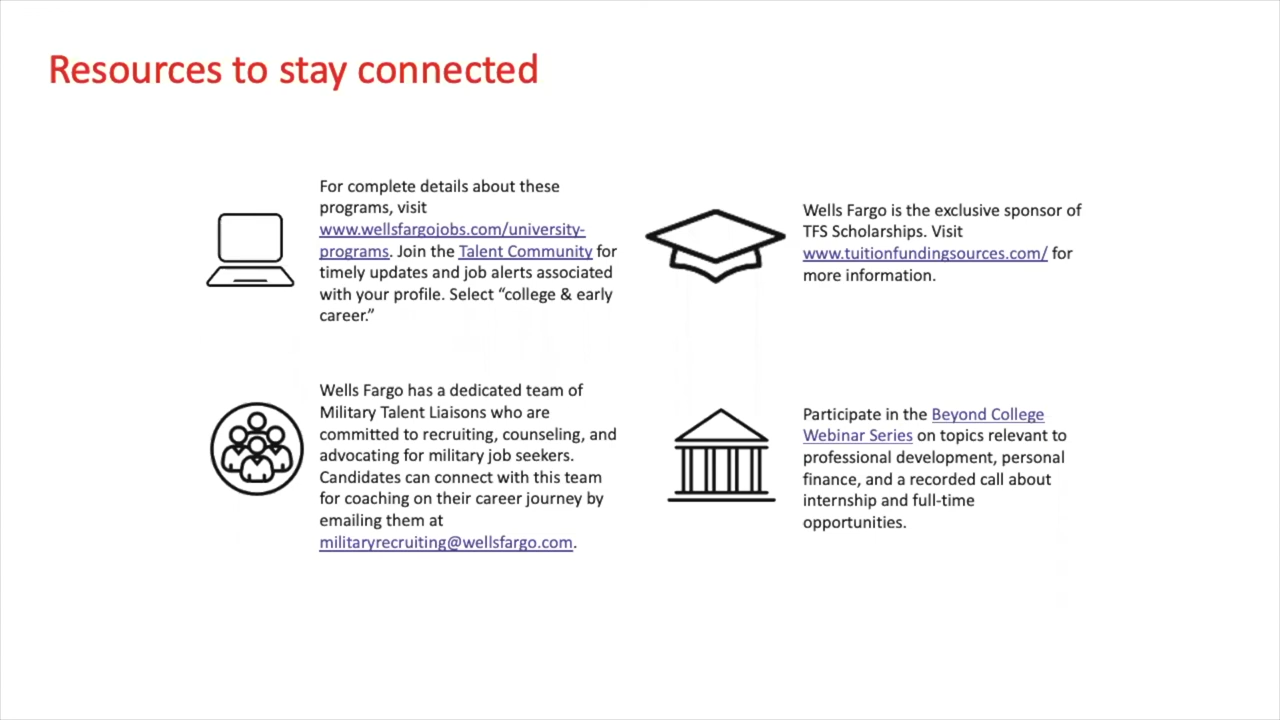 Resources to stay connected
For complete details about these
programs, visit
www.wellsfargojobs.com/university-
programs. Join the Talent Community for
timely updates and job alerts associated
with your profile. Select “college & early
career.”
Wells Fargo is the exclusive sponsor of
TFS Scholarships. Visit
www.tuitionfundingsources.com/ for
more information.
Wells Fargo has a dedicated team of
Military Talent Liaisons who are
committed to recruiting, counseling, and
advocating for military job seekers.
Candidates can connect with this team
for coaching on their career journey by
emailing them at
militaryrecruiting@wellsfargo.com.
Participate in the Beyond College
Webinar Series on topics relevant to
professional development, personal
finance, and a recorded call about
internship and full-time
opportunities.